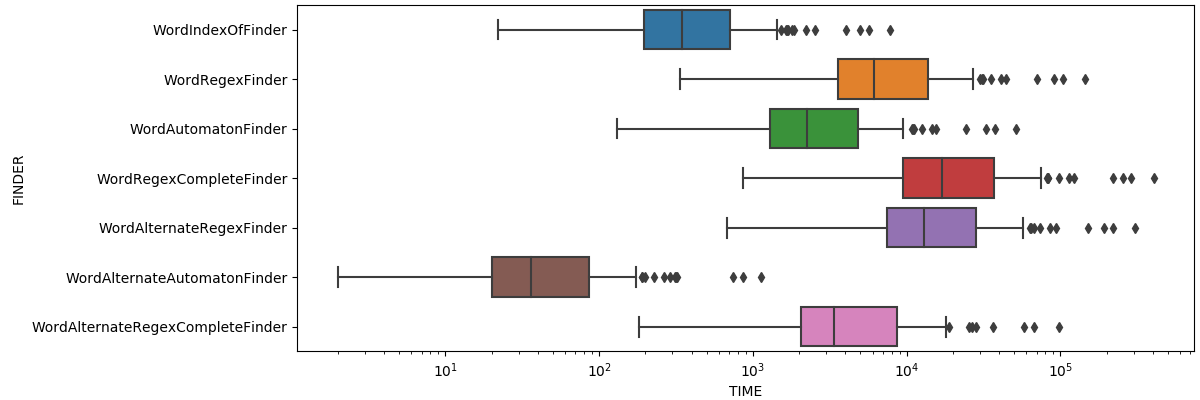 WordIndexOfFinder
WordRegexFinder
WordAutomatonFinder
WordRegexCompleteFinder
WordAlternateRegexFinder
WordAlternateAutomatonFinder
WordAlternateRegexCompleteFinder
FINDER
10¹ 10² 10³ 10⁴ 10⁵
TIME